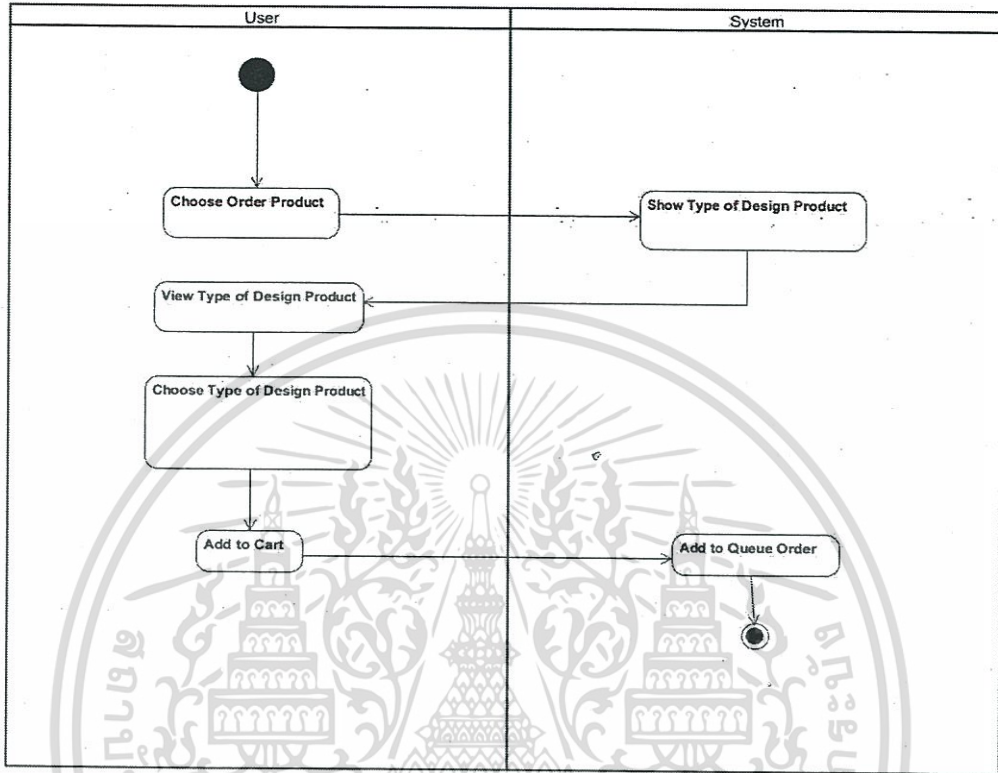 User
System
Choose Order Product
Show Type of Design Product
View Type of Design Product
Choose Type of Design Product
Add to Cart
Add to Queue Order